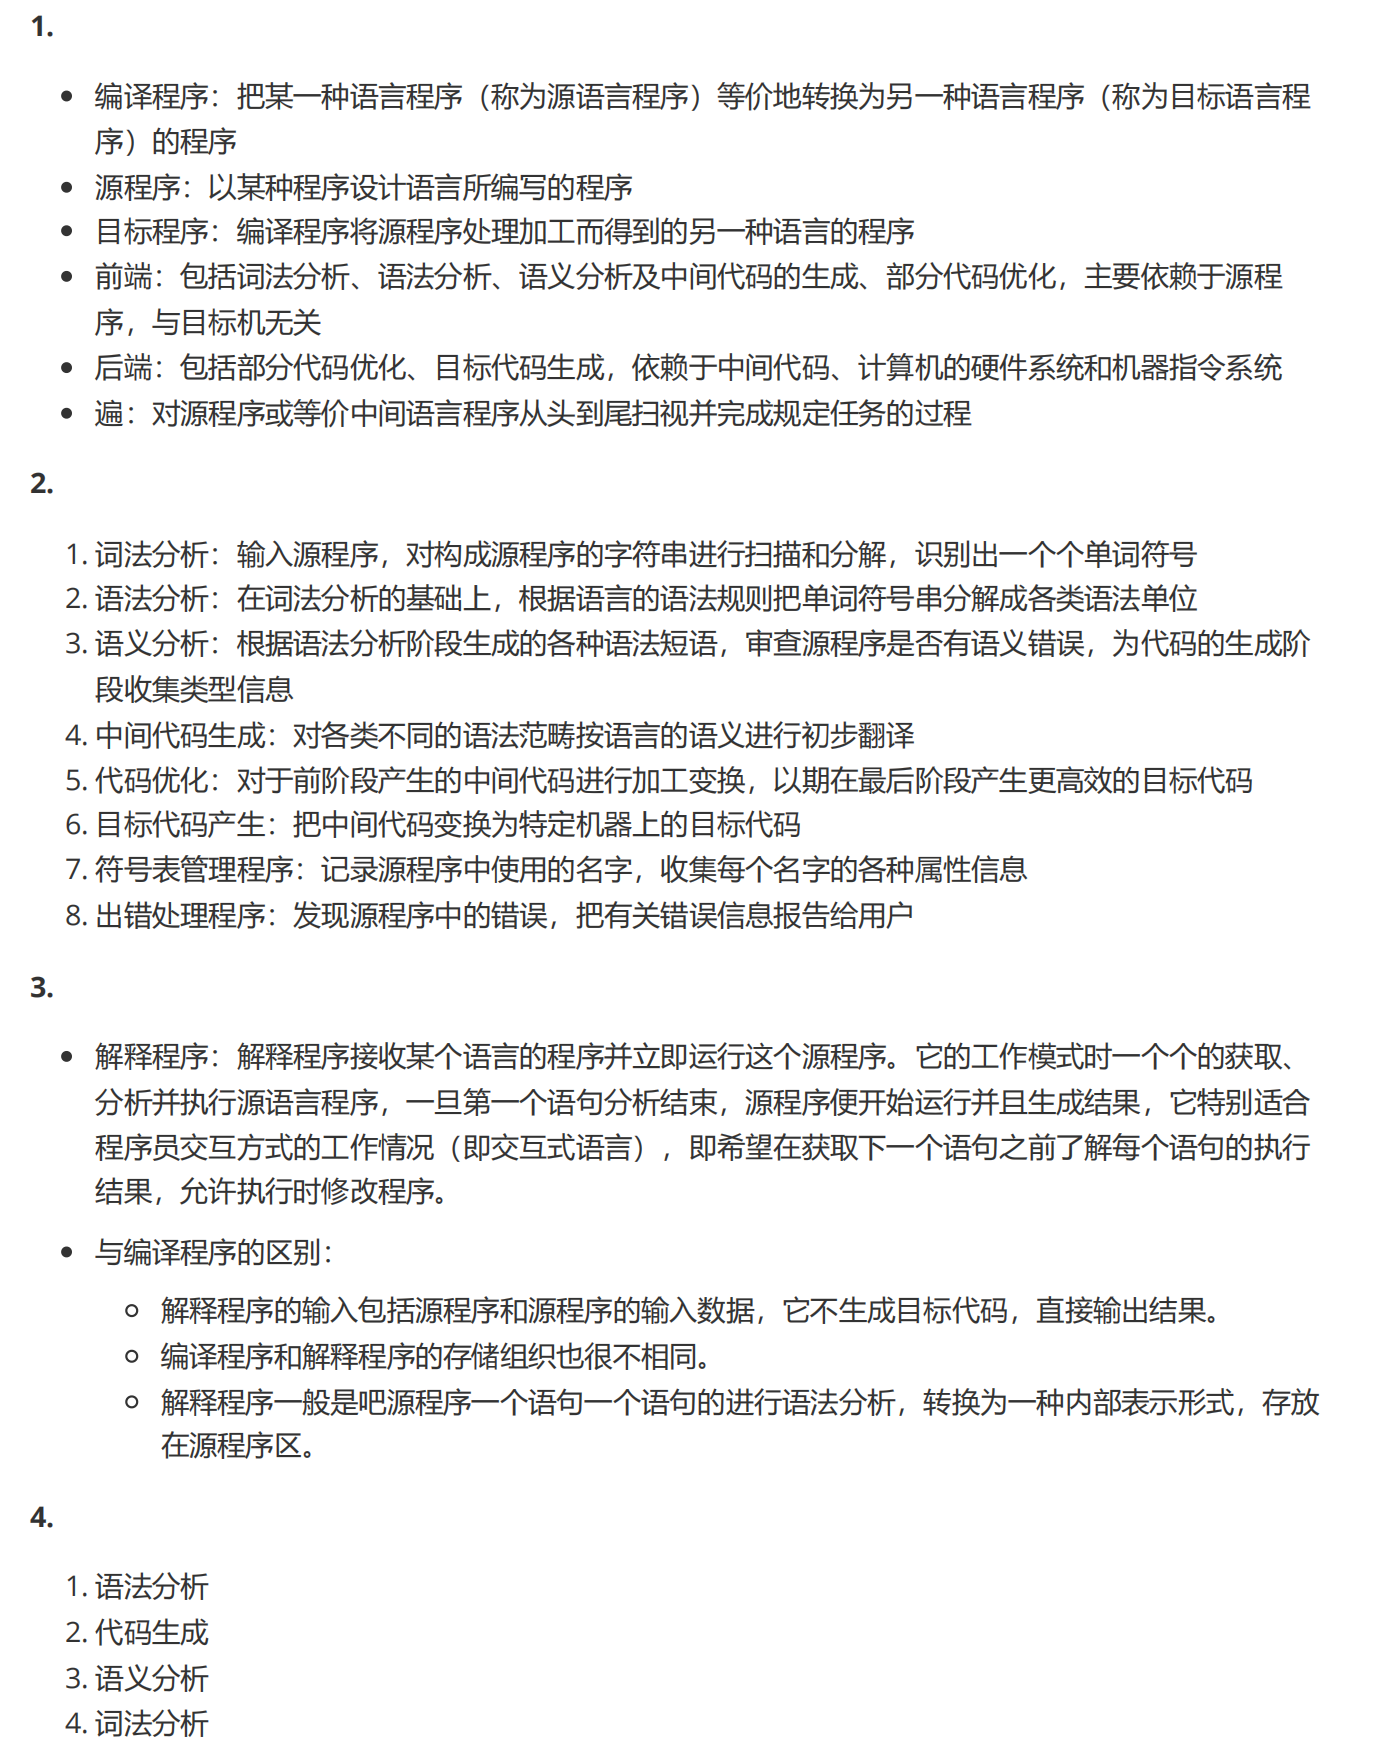 1.
编译程序：把某一种语言程序（称为源语言程序）等价地转换为另一种语言程序（称为目标语言程
序）的程序
源程序：以某种程序设计语言所编写的程序
目标程序：编译程序将源程序处理加工而得到的另一种语言的程序
前端：包括词法分析、语法分析、语义分析及中间代码的生成、部分代码优化，主要依赖于源程
序，与目标机无关
后端：包括部分代码优化、目标代码生成，依赖于中间代码、计算机的硬件系统和机器指令系统
遍：对源程序或等价中间语言程序从头到尾扫视并完成规定任务的过程
2.
1. 词法分析：输入源程序，对构成源程序的字符串进行扫描和分解，识别出一个个单词符号
2. 语法分析：在词法分析的基础上，根据语言的语法规则把单词符号串分解成各类语法单位
3. 语义分析：根据语法分析阶段生成的各种语法短语，审查源程序是否有语义错误，为代码的生成阶
段收集类型信息
4. 中间代码生成：对各类不同的语法范畴按语言的语义进行初步翻译
5. 代码优化：对于前阶段产生的中间代码进行加工变换，以期在最后阶段产生更高效的目标代码
6. 目标代码产生：把中间代码变换为特定机器上的目标代码
7. 符号表管理程序：记录源程序中使用的名字，收集每个名字的各种属性信息
8. 出错处理程序：发现源程序中的错误，把有关错误信息报告给用户
3.
解释程序：解释程序接收某个语言的程序并立即运行这个源程序。它的工作模式时一个个的获取、
分析并执行源语言程序，一旦第一个语句分析结束，源程序便开始运行并且生成结果，它特别适合
程序员交互方式的工作情况（即交互式语言），即希望在获取下一个语句之前了解每个语句的执行
结果，允许执行时修改程序。
与编译程序的区别：
解释程序的输入包括源程序和源程序的输入数据，它不生成目标代码，直接输出结果。
编译程序和解释程序的存储组织也很不相同。
解释程序一般是吧源程序一个语句一个语句的进行语法分析，转换为一种内部表示形式，存放
在源程序区。
4.
1. 语法分析
2. 代码生成
3. 语义分析
4. 词法分析